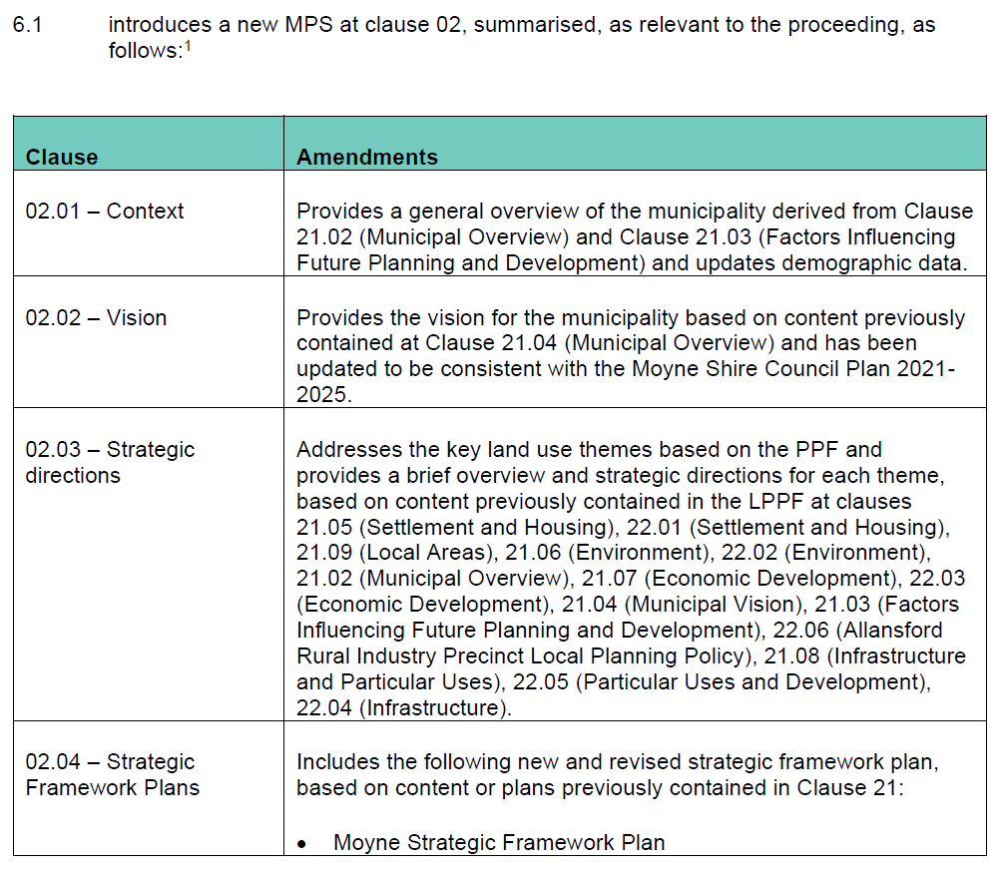 6.1 introduces a new MPS at clause 02, summarised, as relevant to the proceeding, as
follows:1
Clause Amendments
02.01 – Context Provides a general overview of the municipality derived from Clause
21.02 (Municipal Overview) and Clause 21.03 (Factors Influencing
Future Planning and Development) and updates demographic data.
02.02 – Vision Provides the vision for the municipality based on content previously
contained at Clause 21.04 (Municipal Overview) and has been
updated to be consistent with the Moyne Shire Council Plan 2021-
2025.
02.03 – Strategic
directions
Addresses the key land use themes based on the PPF and
provides a brief overview and strategic directions for each theme,
based on content previously contained in the LPPF at clauses
21.05 (Settlement and Housing), 22.01 (Settlement and Housing),
21.09 (Local Areas), 21.06 (Environment), 22.02 (Environment),
21.02 (Municipal Overview), 21.07 (Economic Development), 22.03
(Economic Development), 21.04 (Municipal Vision), 21.03 (Factors
Influencing Future Planning and Development), 22.06 (Allansford
Rural Industry Precinct Local Planning Policy), 21.08 (Infrastructure
and Particular Uses), 22.05 (Particular Uses and Development),
22.04 (Infrastructure).
02.04 – Strategic
Framework Plans
Includes the following new and revised strategic framework plan,
based on content or plans previously contained in Clause 21:
• Moyne Strategic Framework Plan